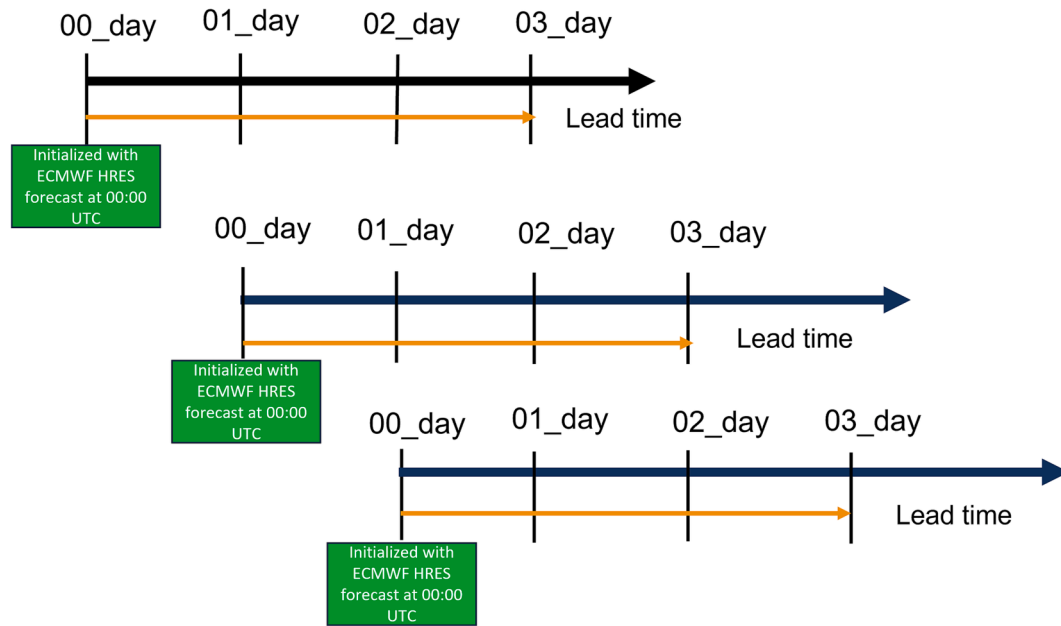 00_day 01_day 02_day 03_day
Lead time
Initialized with
ECMWF HRES
forecast at 00:00
UTC
00_day 01_day 02_day 03_day
Lead time
Initialized with
ECMWF HRES
forecast at 00:00
UTC
00_day 01_day 02_day 03_day
Lead time
Initialized with
ECMWF HRES
forecast at 00:00
UTC